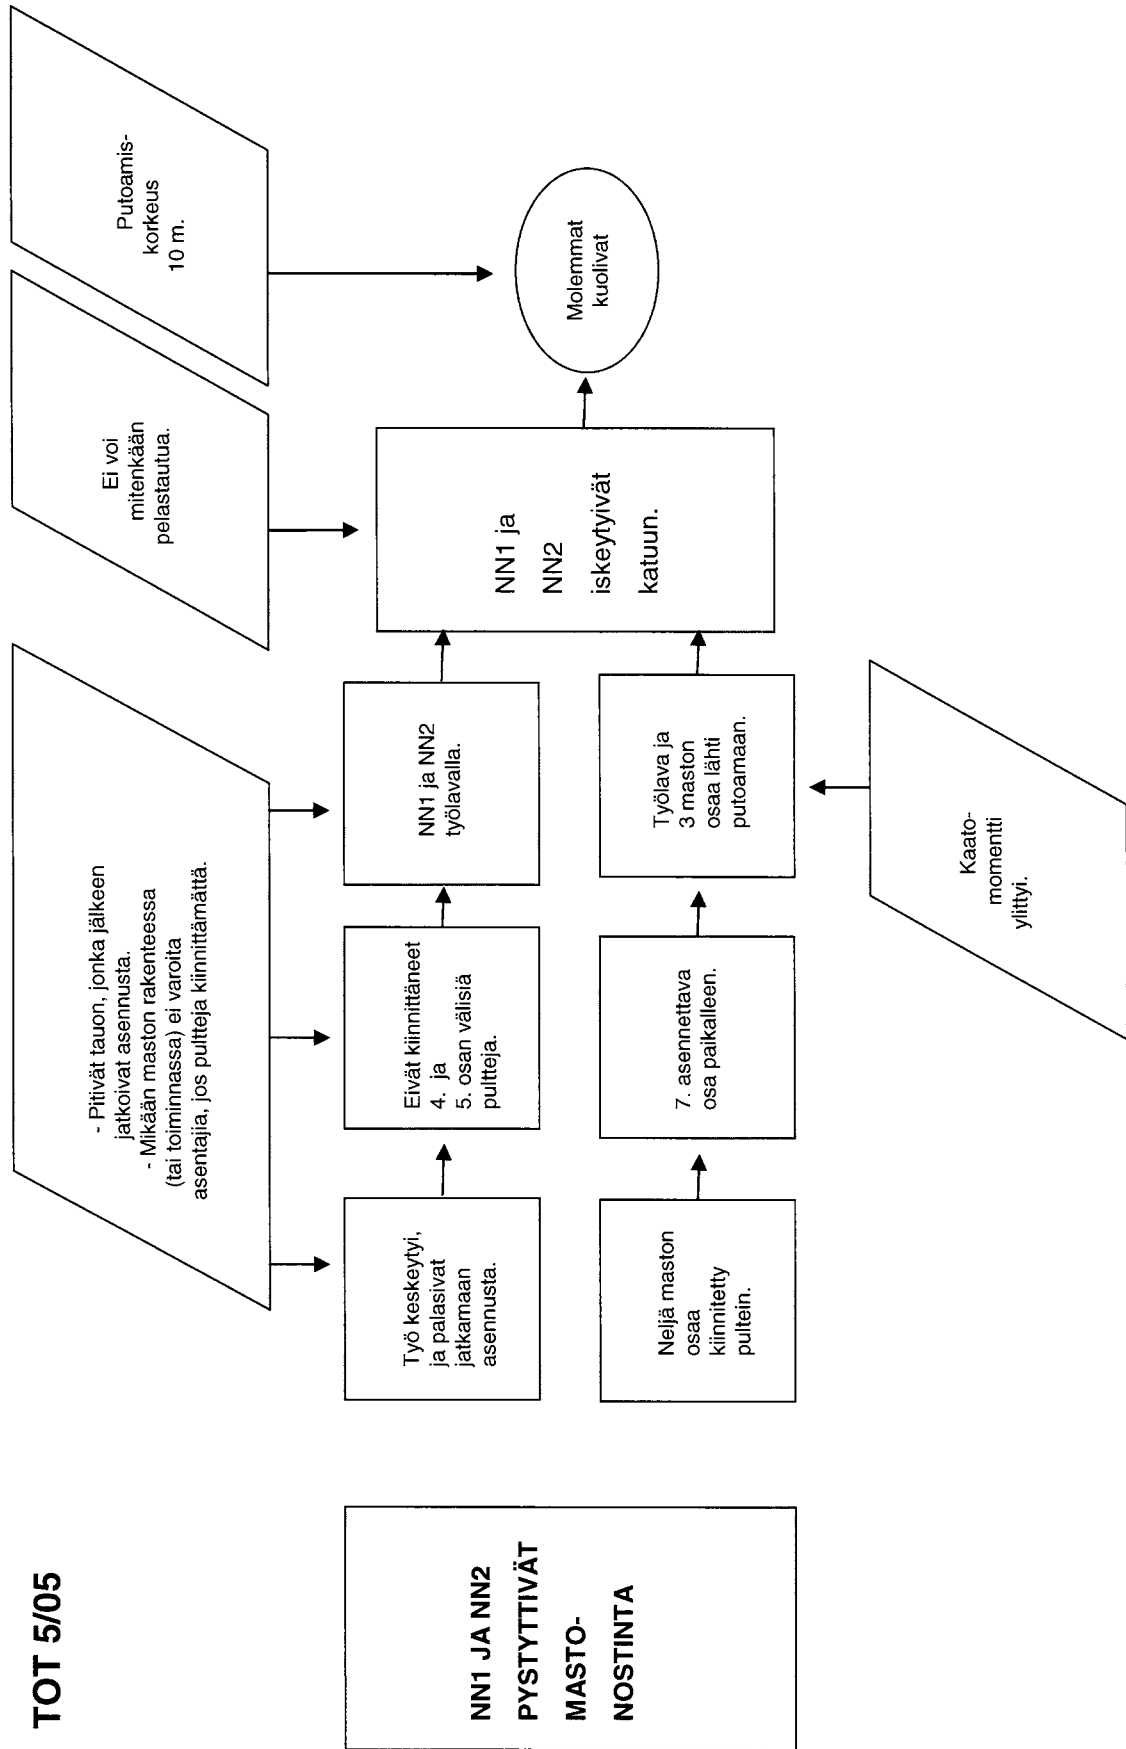 TOT 5/05
NN1 JA NN2
PYSTYTTIVÄT
MASTO-
NOSTINTA
- Pitivät tauon, jonka jälkeen
jatkoivat asennusta.
- Mikään maston rakenteessa
(tai toiminnassa) ei varoita
asentajia, jos pultteja kiinnittämättä.
Ei voi
mitenkään
pelastautua.
Putoamis-
korkeus
10 m.
Työ keskeytyi,
ja palasivat
jatkamaan
asennusta.
Eivät kiinnittäneet
4. ja
5. osan välisiä
pultteja.
NN1 ja NN2
työlavalla.
Neljä maston
osaa
kiinnitetty
pultein.
7. asennettava
osa paikalleen.
Työlava ja
3 maston
osaa lähti
putoamaan.
NN1 ja
NN2
iskeytyivät
katuun.
Molemmat
kuolivat
Kaato-
momentti
ylittyi.